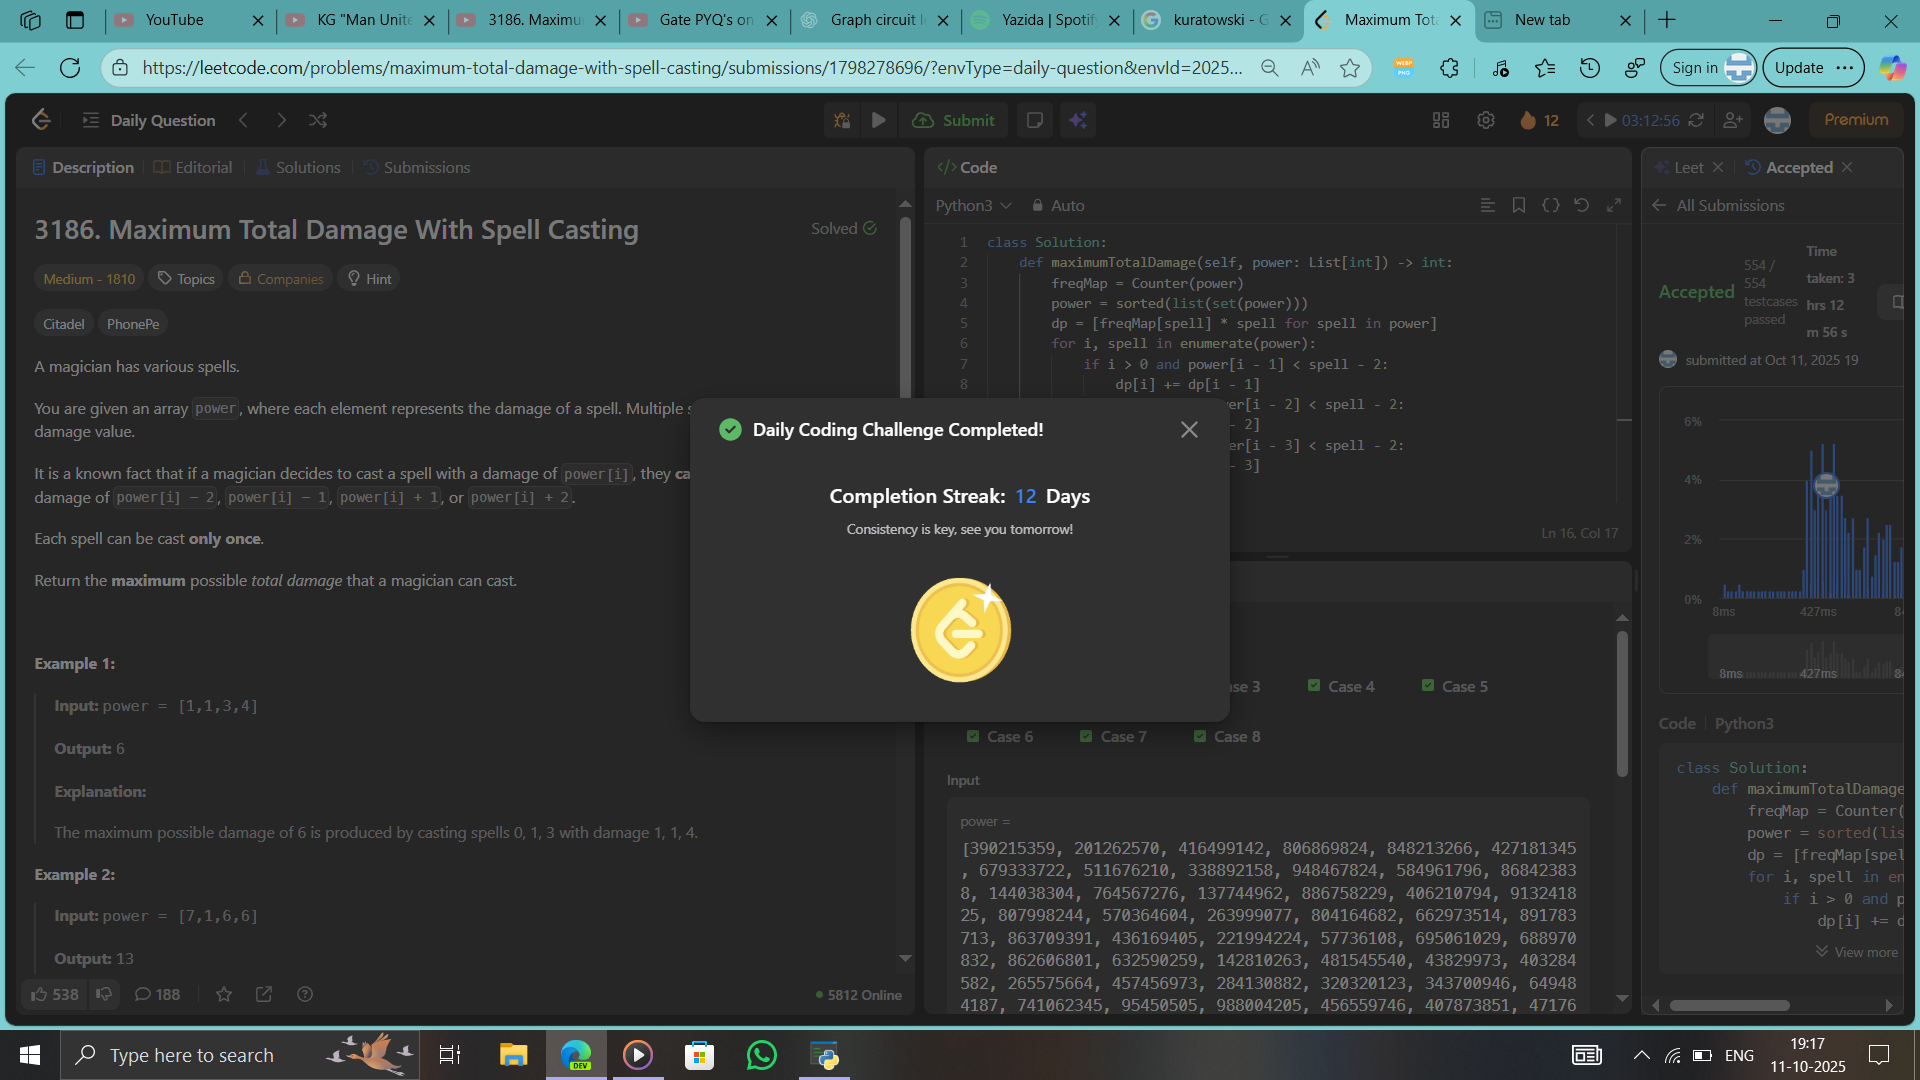 YouTube
KG "Man Unite
3186. Maximu
Gate PYQ's on
Graph circuit l
Yazida | Spotif
kuratowski - G
Maximum Tot
New tab
https://leetcode.com/problems/maximum-total-damage-with-spell-casting/submissions/1798278696/?envType=daily-question&envId=2025...
WEBP
PNG
Sign in
Update
Daily Question
Submit
12
03:12:56
Premium
Description
Editorial
Solutions
Submissions
3186. Maximum Total Damage With Spell Casting
Solved
Medium - 1810
Topics
Companies
Hint
Citadel
PhonePe
A magician has various spells.
You are given an array power, where each element represents the damage of a spell. Multiple s
damage value.
It is a known fact that if a magician decides to cast a spell with a damage of power[i], they ca
damage of power[i] - 2, power[i] - 1, power[i] + 1, or power[i] + 2.
Each spell can be cast only once.
Return the maximum possible total damage that a magician can cast.
Example 1:
Input: power = [1,1,3,4]
Output: 6
Explanation:
The maximum possible damage of 6 is produced by casting spells 0, 1, 3 with damage 1, 1, 4.
Example 2:
Input: power = [7,1,6,6]
Output: 13
538
188
5812 Online
</> Code
Python3
Auto
1 class Solution:
2 def maximumTotalDamage(self, power: List[int]) -> int:
3 freqMap = Counter(power)
4 power = sorted(list(set(power)))
5 dp = [freqMap[spell] * spell for spell in power]
6 for i, spell in enumerate(power):
7 if i > 0 and power[i - 1] < spell - 2:
8 dp[i] += dp[i - 1]
er[i - 2] < spell - 2:
- 2]
er[i - 3] < spell - 2:
- 3]
Ln 16, Col 17
Daily Coding Challenge Completed!
Completion Streak: 12 Days
Consistency is key, see you tomorrow!
se 3
Case 4
Case 5
Case 6
Case 7
Case 8
Input
power =
[390215359, 201262570, 416499142, 806869824, 848213266, 427181345
, 679333722, 511676210, 338892158, 948467824, 584961796, 86842383
8, 144038304, 764567276, 137744962, 886758229, 406210794, 9132418
25, 807998244, 570364604, 263999077, 804164682, 662973514, 891783
713, 863709391, 436169405, 221994224, 57736108, 695061029, 688970
832, 862606801, 632590259, 142810263, 481545540, 43829973, 403284
582, 265575664, 457456973, 284130882, 320320123, 343700946, 64948
4187, 741062345, 95450505, 988004205, 456559746, 407873851, 47176
Leet
Accepted
All Submissions
Accepted
554 /
554
testcases
passed
Time
taken: 3
hrs 12
m 56 s
submitted at Oct 11, 2025 19
6%
4%
2%
0%
8ms
427ms
84
8ms
427ms
84
Code
Python3
class Solution:
def maximumTotalDamage
freqMap = Counter(
power = sorted(lis
dp = [freqMap[spel
for i, spell in en
if i > 0 and p
dp[i] += d
View more
Type here to search
DEV
ENG
19:17
11-10-2025